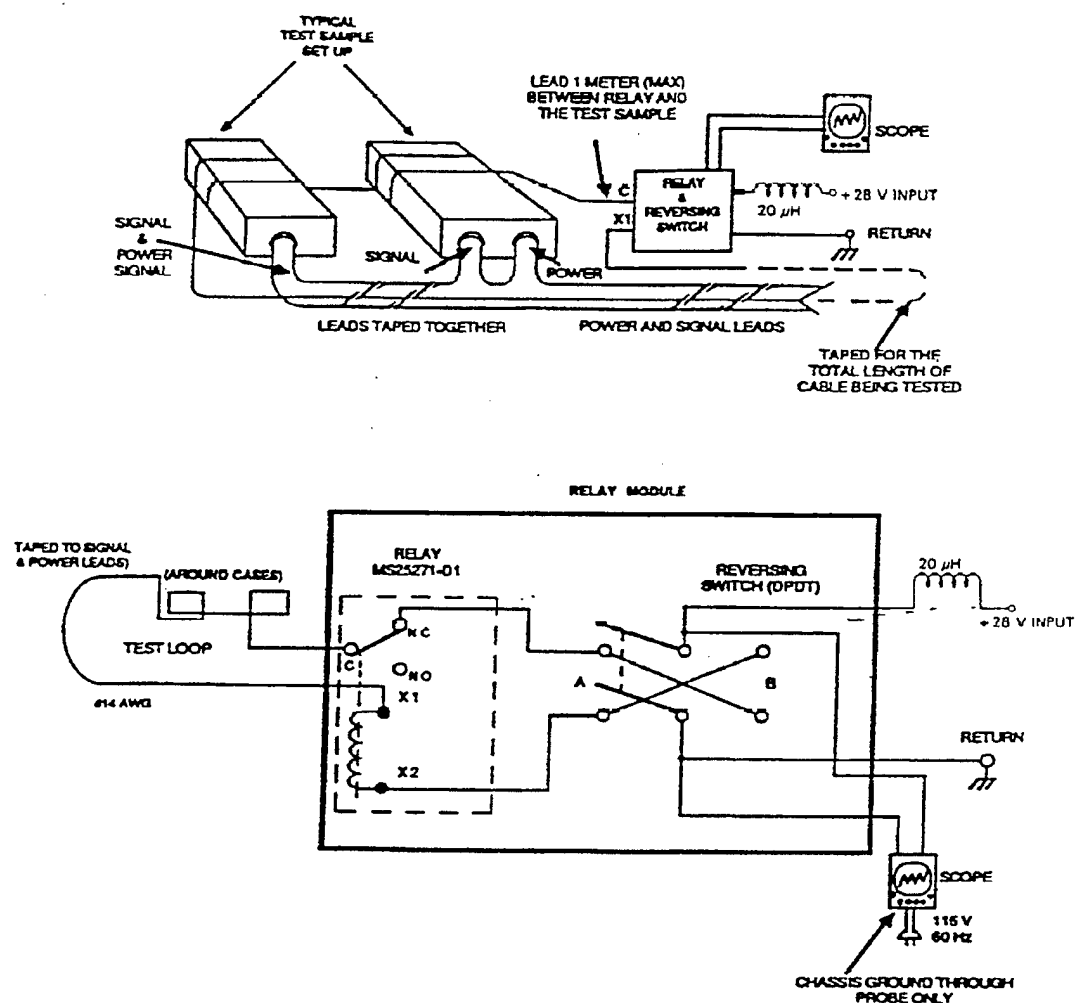 TYPICAL
TEST SAMPLE
SET UP
LEAD 1 METER (MAX)
BETWEEN RELAY AND
THE TEST SAMPLE
SCOPE
C
X1
RELAY
&
REVERSING
SWITCH
20 µH
+ 28 V INPUT
RETURN
SIGNAL
&
POWER
SIGNAL
SIGNAL
POWER
LEADS TAPED TOGETHER
POWER AND SIGNAL LEADS
TAPED FOR THE
TOTAL LENGTH OF
CABLE BEING TESTED
RELAY MODULE
TAPED TO SIGNAL
& POWER LEADS)
(AROUND CASES)
RELAY
MS25271-D1
REVERSING
SWITCH (DPDT)
20 µH
+ 28 V INPUT
TEST LOOP
NC
C
NO
A
B
#14 AWG
X1
X2
RETURN
SCOPE
115 V
60 Hz
CHASSIS GROUND THROUGH
PROBE ONLY